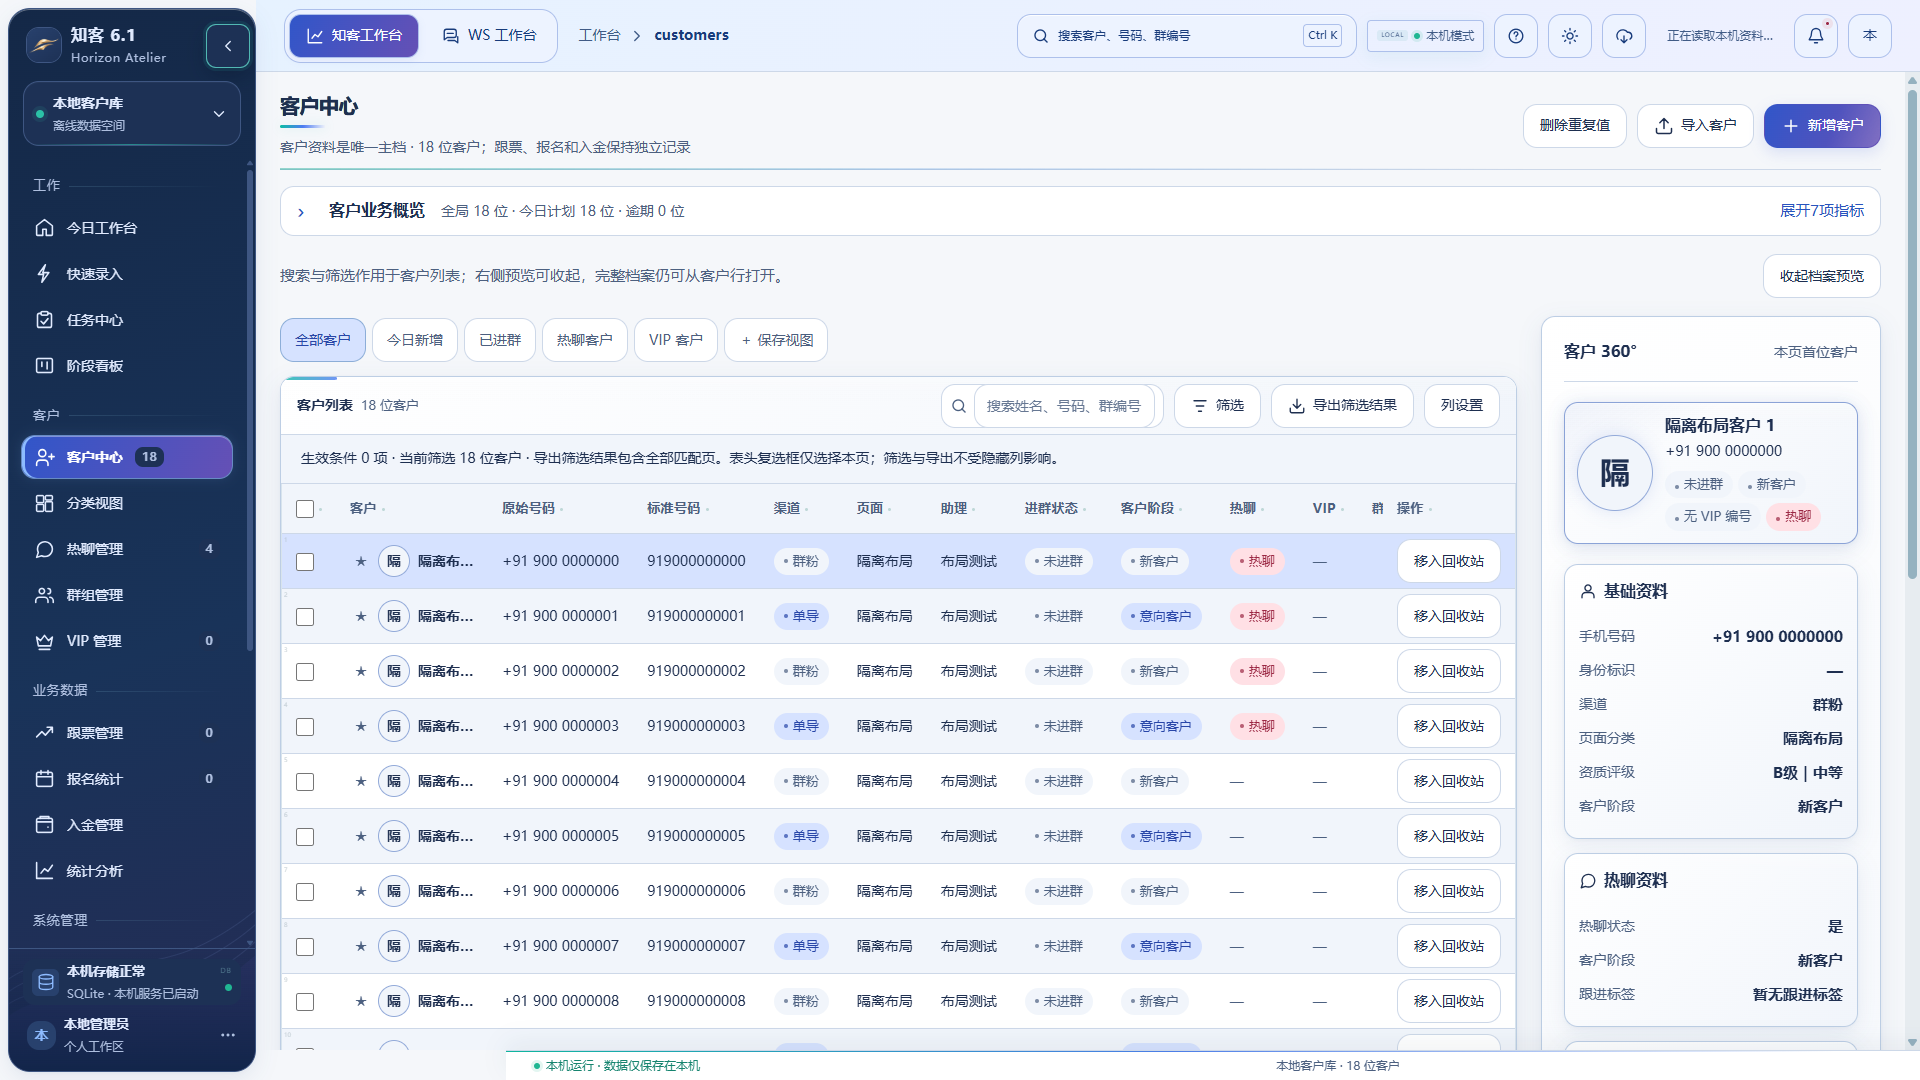 知客 6.1
Horizon Atelier
本地客户库
离线数据空间
工作
今日工作台
快速录入
任务中心
阶段看板
客户
客户中心 18
分类视图
热聊管理 4
群组管理
VIP 管理 0
业务数据
跟票管理 0
报名统计 0
入金管理
统计分析
系统管理
本机存储正常 DB
SQLite · 本机服务已启动
本 本地管理员
个人工作区
知客工作台 WS 工作台 工作台 customers
搜索客户、号码、群编号 Ctrl K
LOCAL 本机模式
正在读取本机资料...
本
客户中心
客户资料是唯一主档 · 18 位客户；跟票、报名和入金保持独立记录
删除重复值 导入客户 新增客户
客户业务概览 全局 18 位 · 今日计划 18 位 · 逾期 0 位 展开7项指标
搜索与筛选作用于客户列表；右侧预览可收起，完整档案仍可从客户行打开。 收起档案预览
全部客户 今日新增 已进群 热聊客户 VIP 客户 + 保存视图
客户列表 18 位客户 搜索姓名、号码、群编号 筛选 导出筛选结果 列设置
生效条件 0 项 · 当前筛选 18 位客户 · 导出筛选结果包含全部匹配页。表头复选框仅选择本页；筛选与导出不受隐藏列影响。
客户 原始号码 标准号码 渠道 页面 助理 进群状态 客户阶段 热聊 VIP 群 操作
★ 隔 隔离布... +91 900 0000000 919000000000 群粉 隔离布局 布局测试 未进群 新客户 热聊 — 移入回收站
★ 隔 隔离布... +91 900 0000001 919000000001 单导 隔离布局 布局测试 未进群 意向客户 热聊 — 移入回收站
★ 隔 隔离布... +91 900 0000002 919000000002 群粉 隔离布局 布局测试 未进群 新客户 热聊 — 移入回收站
★ 隔 隔离布... +91 900 0000003 919000000003 单导 隔离布局 布局测试 未进群 意向客户 热聊 — 移入回收站
★ 隔 隔离布... +91 900 0000004 919000000004 群粉 隔离布局 布局测试 未进群 新客户 — — 移入回收站
★ 隔 隔离布... +91 900 0000005 919000000005 单导 隔离布局 布局测试 未进群 意向客户 — — 移入回收站
★ 隔 隔离布... +91 900 0000006 919000000006 群粉 隔离布局 布局测试 未进群 新客户 — — 移入回收站
★ 隔 隔离布... +91 900 0000007 919000000007 单导 隔离布局 布局测试 未进群 意向客户 — — 移入回收站
★ 隔 隔离布... +91 900 0000008 919000000008 群粉 隔离布局 布局测试 未进群 新客户 — — 移入回收站
客户 360° 本页首位客户
隔
隔离布局客户 1
+91 900 0000000
未进群 新客户
无 VIP 编号 热聊
基础资料
手机号码 +91 900 0000000
身份标识 —
渠道 群粉
页面分类 隔离布局
资质评级 B级 | 中等
客户阶段 新客户
热聊资料
热聊状态 是
客户阶段 新客户
跟进标签 暂无跟进标签
本机运行 · 数据仅保存在本机 本地客户库 · 18 位客户